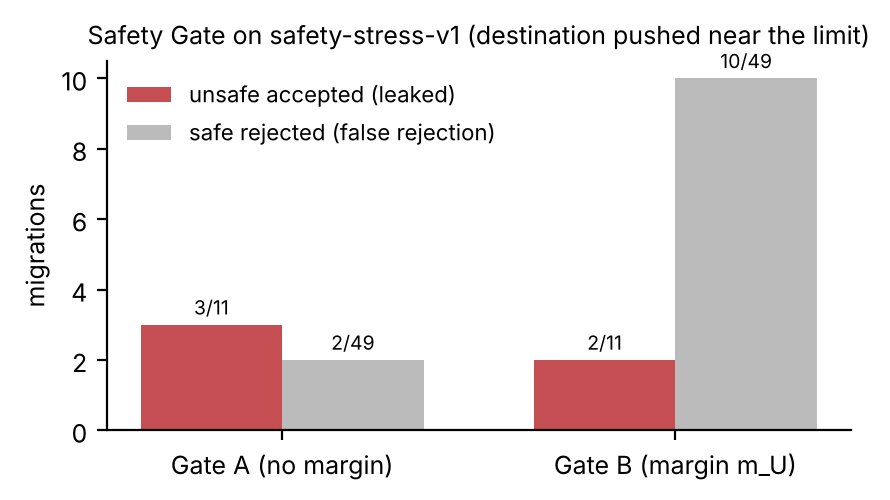 Safety Gate on safety-stress-v1 (destination pushed near the limit)
10/49
10
unsafe accepted (leaked)
safe rejected (false rejection)
8
6
migrations
4
3/11
2/49
2/11
2
0
Gate A (no margin)
Gate B (margin m_U)